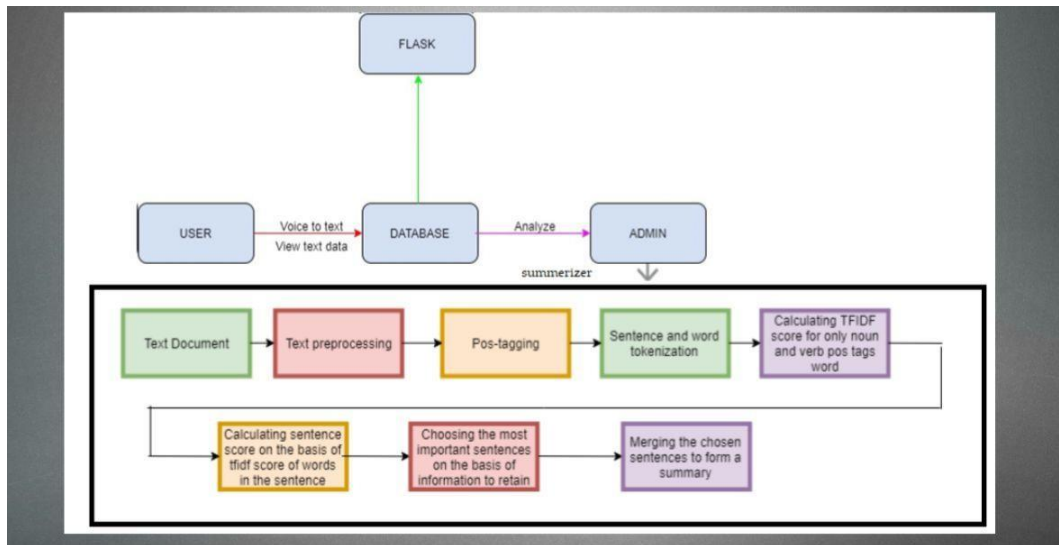 FLASK
USER
Voice to text
View text data
DATABASE
Analyze
ADMIN
summerizer
Text Document
Text preprocessing
Pos-tagging
Sentence and word
tokenization
Calculating TFIDF
score for only noun
and verb pos tags
word
Calculating sentence
score on the basis of
tfidf score of words
in the sentence
Choosing the most
important sentences
on the basis of
information to retain
Merging the chosen
sentences to form a
summary